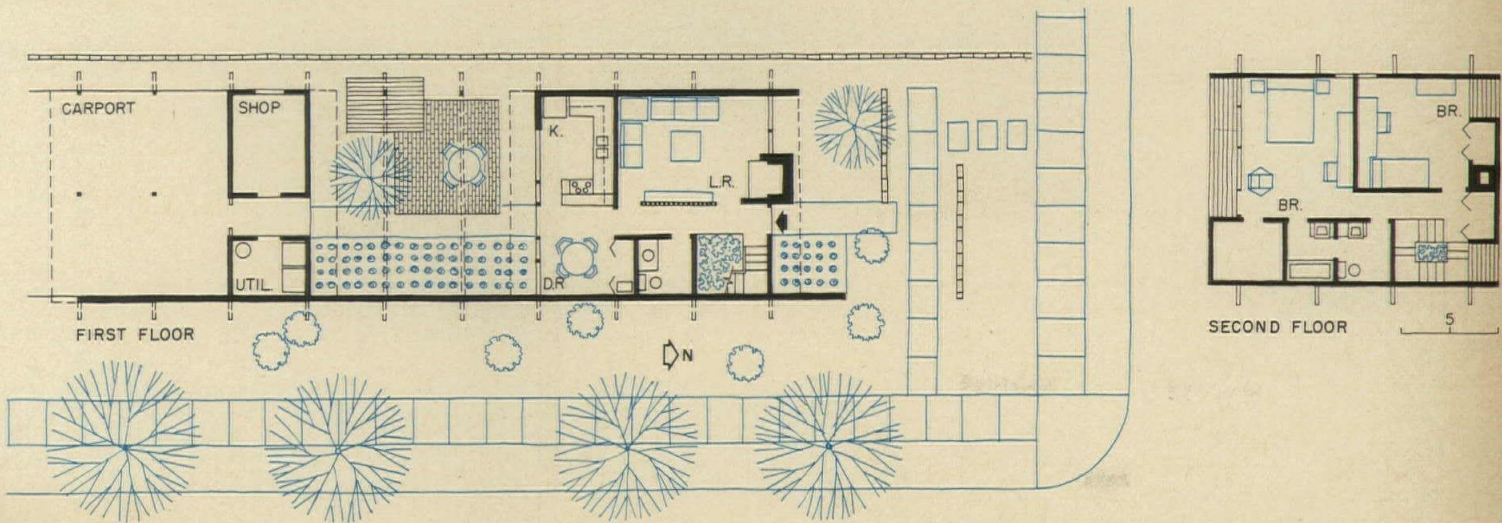 CARPORT
SHOP
K.
L.R.
UTIL.
D.R
FIRST FLOOR
N
BR.
BR.
SECOND FLOOR
5